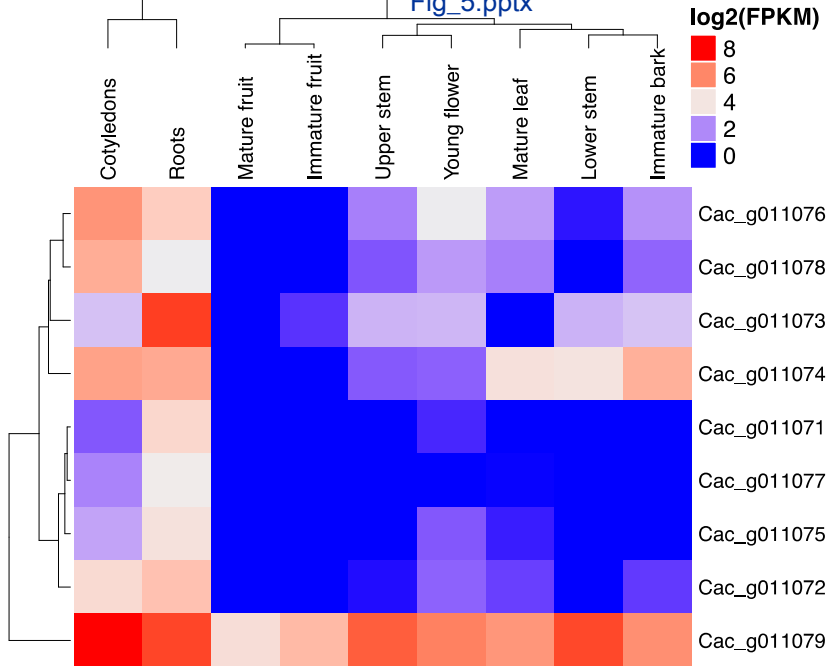 Fig_5.pptx
log2(FPKM)
8
6
4
2
0
Cotyledons
Roots
Mature fruit
Immature fruit
Upper stem
Young flower
Mature leaf
Lower stem
Immature bark
Cac_g011076
Cac_g011078
Cac_g011073
Cac_g011074
Cac_g011071
Cac_g011077
Cac_g011075
Cac_g011072
Cac_g011079